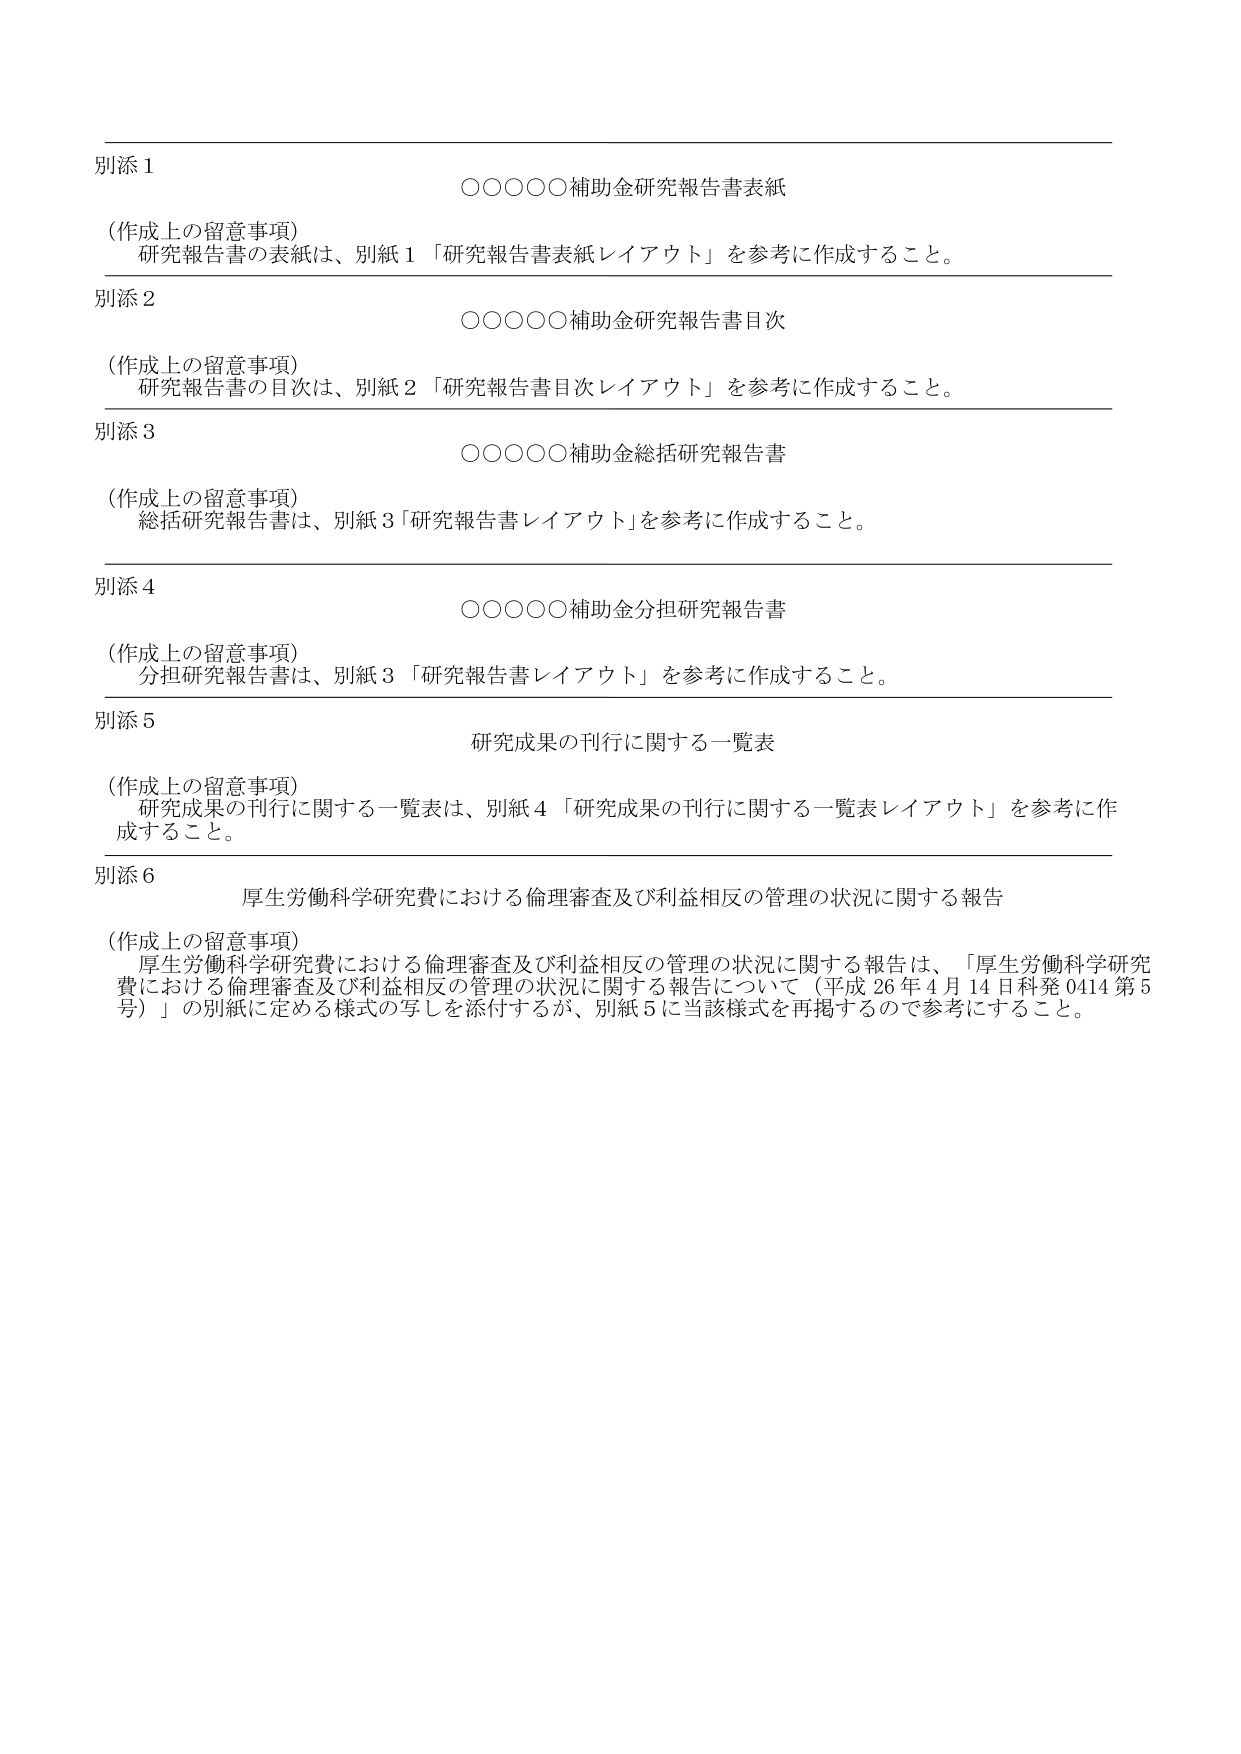 別添１
○○○○○補助金研究報告書表紙
（作成上の留意事項）
研究報告書の表紙は、別紙１「研究報告書表紙レイアウト」を参考に作成すること。
別添２
○○○○○補助金研究報告書目次
（作成上の留意事項）
研究報告書の目次は、別紙２「研究報告書目次レイアウト」を参考に作成すること。
別添３
○○○○○補助金総括研究報告書
（作成上の留意事項）
総括研究報告書は、別紙３｢研究報告書レイアウト｣を参考に作成すること。
別添４
○○○○○補助金分担研究報告書
（作成上の留意事項）
分担研究報告書は、別紙３「研究報告書レイアウト」を参考に作成すること。
別添５
研究成果の刊行に関する一覧表
（作成上の留意事項）
研究成果の刊行に関する一覧表は、別紙４「研究成果の刊行に関する一覧表レイアウト」を参考に作
成すること。
別添６
厚生労働科学研究費における倫理審査及び利益相反の管理の状況に関する報告
（作成上の留意事項）
厚生労働科学研究費における倫理審査及び利益相反の管理の状況に関する報告は、「厚生労働科学研究
費における倫理審査及び利益相反の管理の状況に関する報告について（平成 26 年４月 14 日科発 0414 第５
号）」の別紙に定める様式の写しを添付するが、別紙５に当該様式を再掲するので参考にすること。